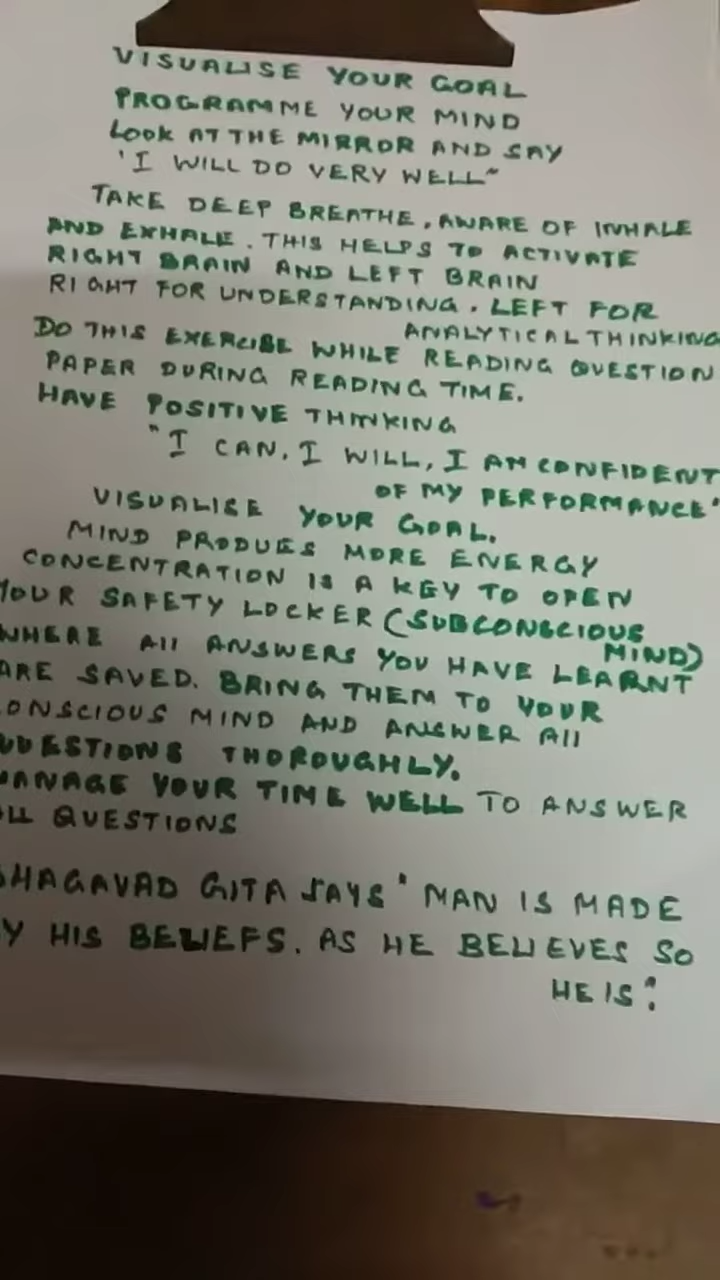 VISUALISE YOUR GOAL
PROGRAMME YOUR MIND
LOOK AT THE MIRROR AND SAY
'I WILL DO VERY WELL"
TAKE DEEP BREATHE, AWARE OF INHALE
AND EXHALE. THIS HELPS TO ACTIVATE
RIGHT BRAIN AND LEFT BRAIN
RIGHT FOR UNDERSTANDING. LEFT FOR
ANALYTICAL THINKING
DO THIS EXERCISE WHILE READING QUESTION
PAPER DURING READING TIME.
HAVE POSITIVE THINKING
"I CAN, I WILL, I AM CONFIDENT
OF MY PERFORMANCE"
VISUALISE YOUR GOAL.
MIND PRODUES MORE ENERGY
CONCENTRATION IS A KEY TO OPEN
YOUR SAFETY LOCKER (SUBCONSCIOUS
MIND)
WHERE All ANSWERS YOU HAVE LEARNT
ARE SAVED. BRING THEM TO YOUR
ONSCIOUS MIND AND ANSWER All
QUESTIONS THOROUGHLY.
MANAGE YOUR TIME WELL TO ANSWER
LL QUESTIONS
BHAGAVAD GITA SAYS "MAN IS MADE
Y HIS BELIEFS. AS HE BELIEVES SO
HE IS".